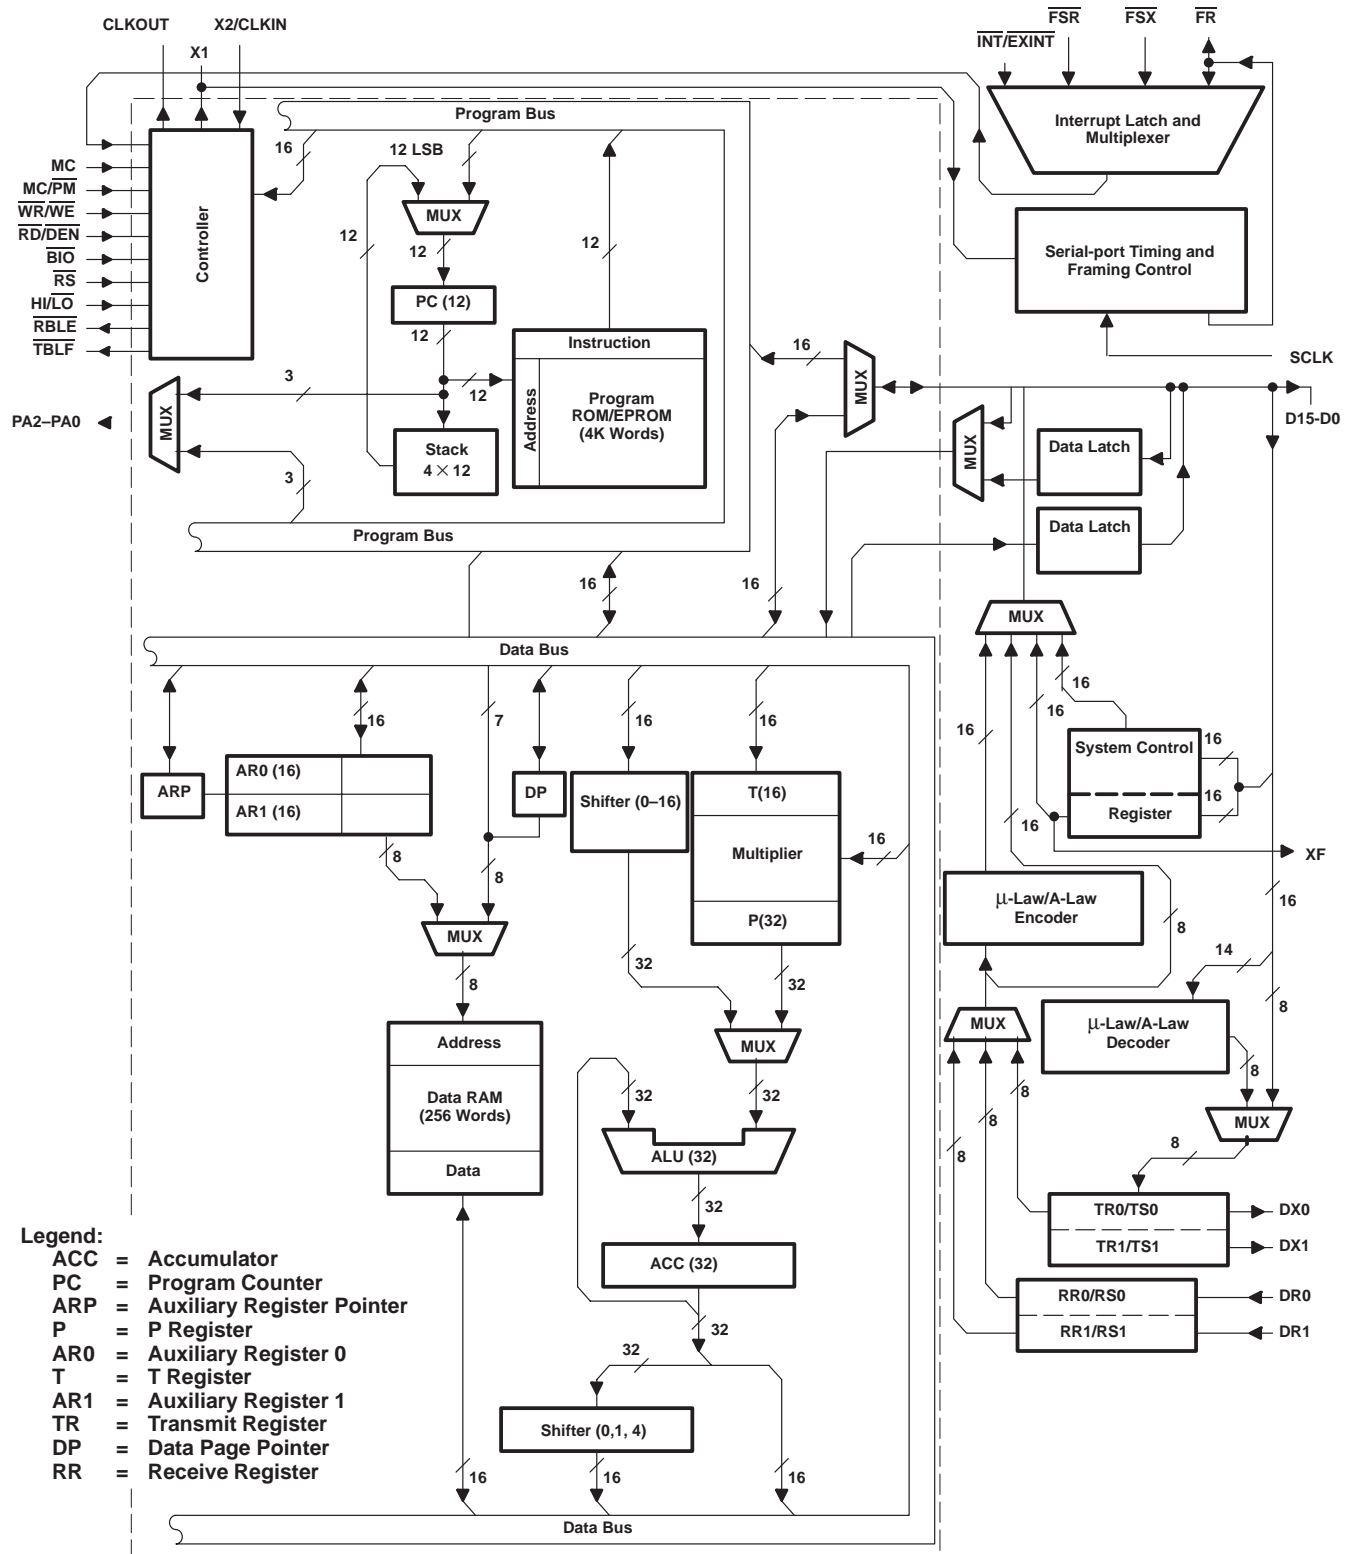 CLKOUT
X2/CLKIN
X1
FSR
FSX
FR
INT/EXINT
Interrupt Latch and
Multiplexer
Program Bus
16
12 LSB
MC
MC/PM
WR/WE
RD/DEN
BIO
RS
HI/LO
RBLE
TBLF
Controller
MUX
12
12
12
PC (12)
12
12
Instruction
Address
Program
ROM/EPROM
(4K Words)
Stack
4 × 12
3
3
MUX
PA2–PA0
Program Bus
Serial-port Timing and
Framing Control
SCLK
16
MUX
D15-D0
MUX
Data Latch
Data Latch
16
16
MUX
Data Bus
16
7
16
16
ARP
AR0 (16)
AR1 (16)
DP
Shifter (0–16)
T(16)
Multiplier
P(32)
16
8
8
MUX
8
32
32
MUX
Address
Data RAM
(256 Words)
Data
32
32
ALU (32)
32
ACC (32)
32
32
Shifter (0,1, 4)
16
16
16
Data Bus
16
16
16
16
System Control
Register
16
16
XF
μ-Law/A-Law
Encoder
8
16
14
8
MUX
μ-Law/A-Law
Decoder
8
8
8
8
MUX
8
TR0/TS0
TR1/TS1
DX0
DX1
RR0/RS0
RR1/RS1
DR0
DR1
Legend:
ACC = Accumulator
PC = Program Counter
ARP = Auxiliary Register Pointer
P = P Register
AR0 = Auxiliary Register 0
T = T Register
AR1 = Auxiliary Register 1
TR = Transmit Register
DP = Data Page Pointer
RR = Receive Register